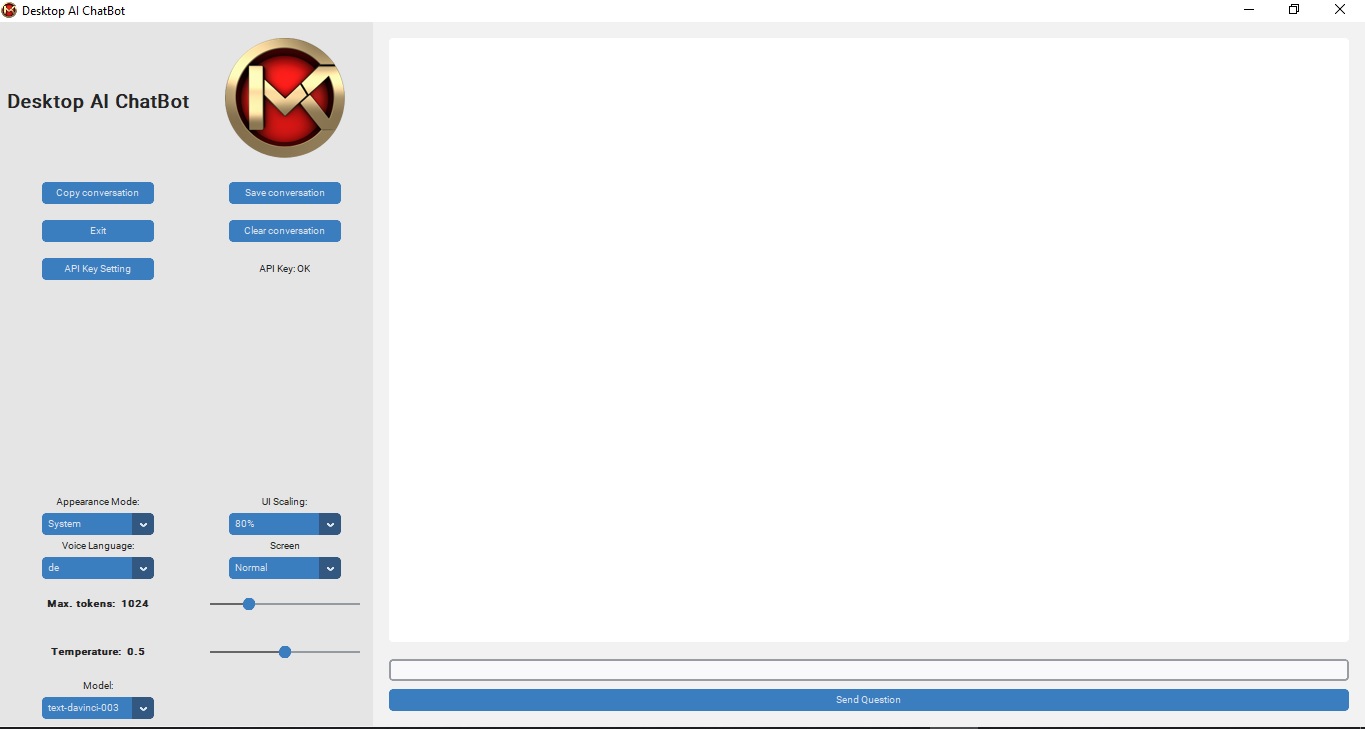 Desktop AI ChatBot
Desktop AI ChatBot
Copy conversation
Save conversation
Exit
Clear conversation
API Key Setting
API Key: OK
Appearance Mode:
UI Scaling:
System
80%
Voice Language:
Screen
de
Normal
Max. tokens: 1024
Temperature: 0.5
Model:
text-davinci-003
Send Question